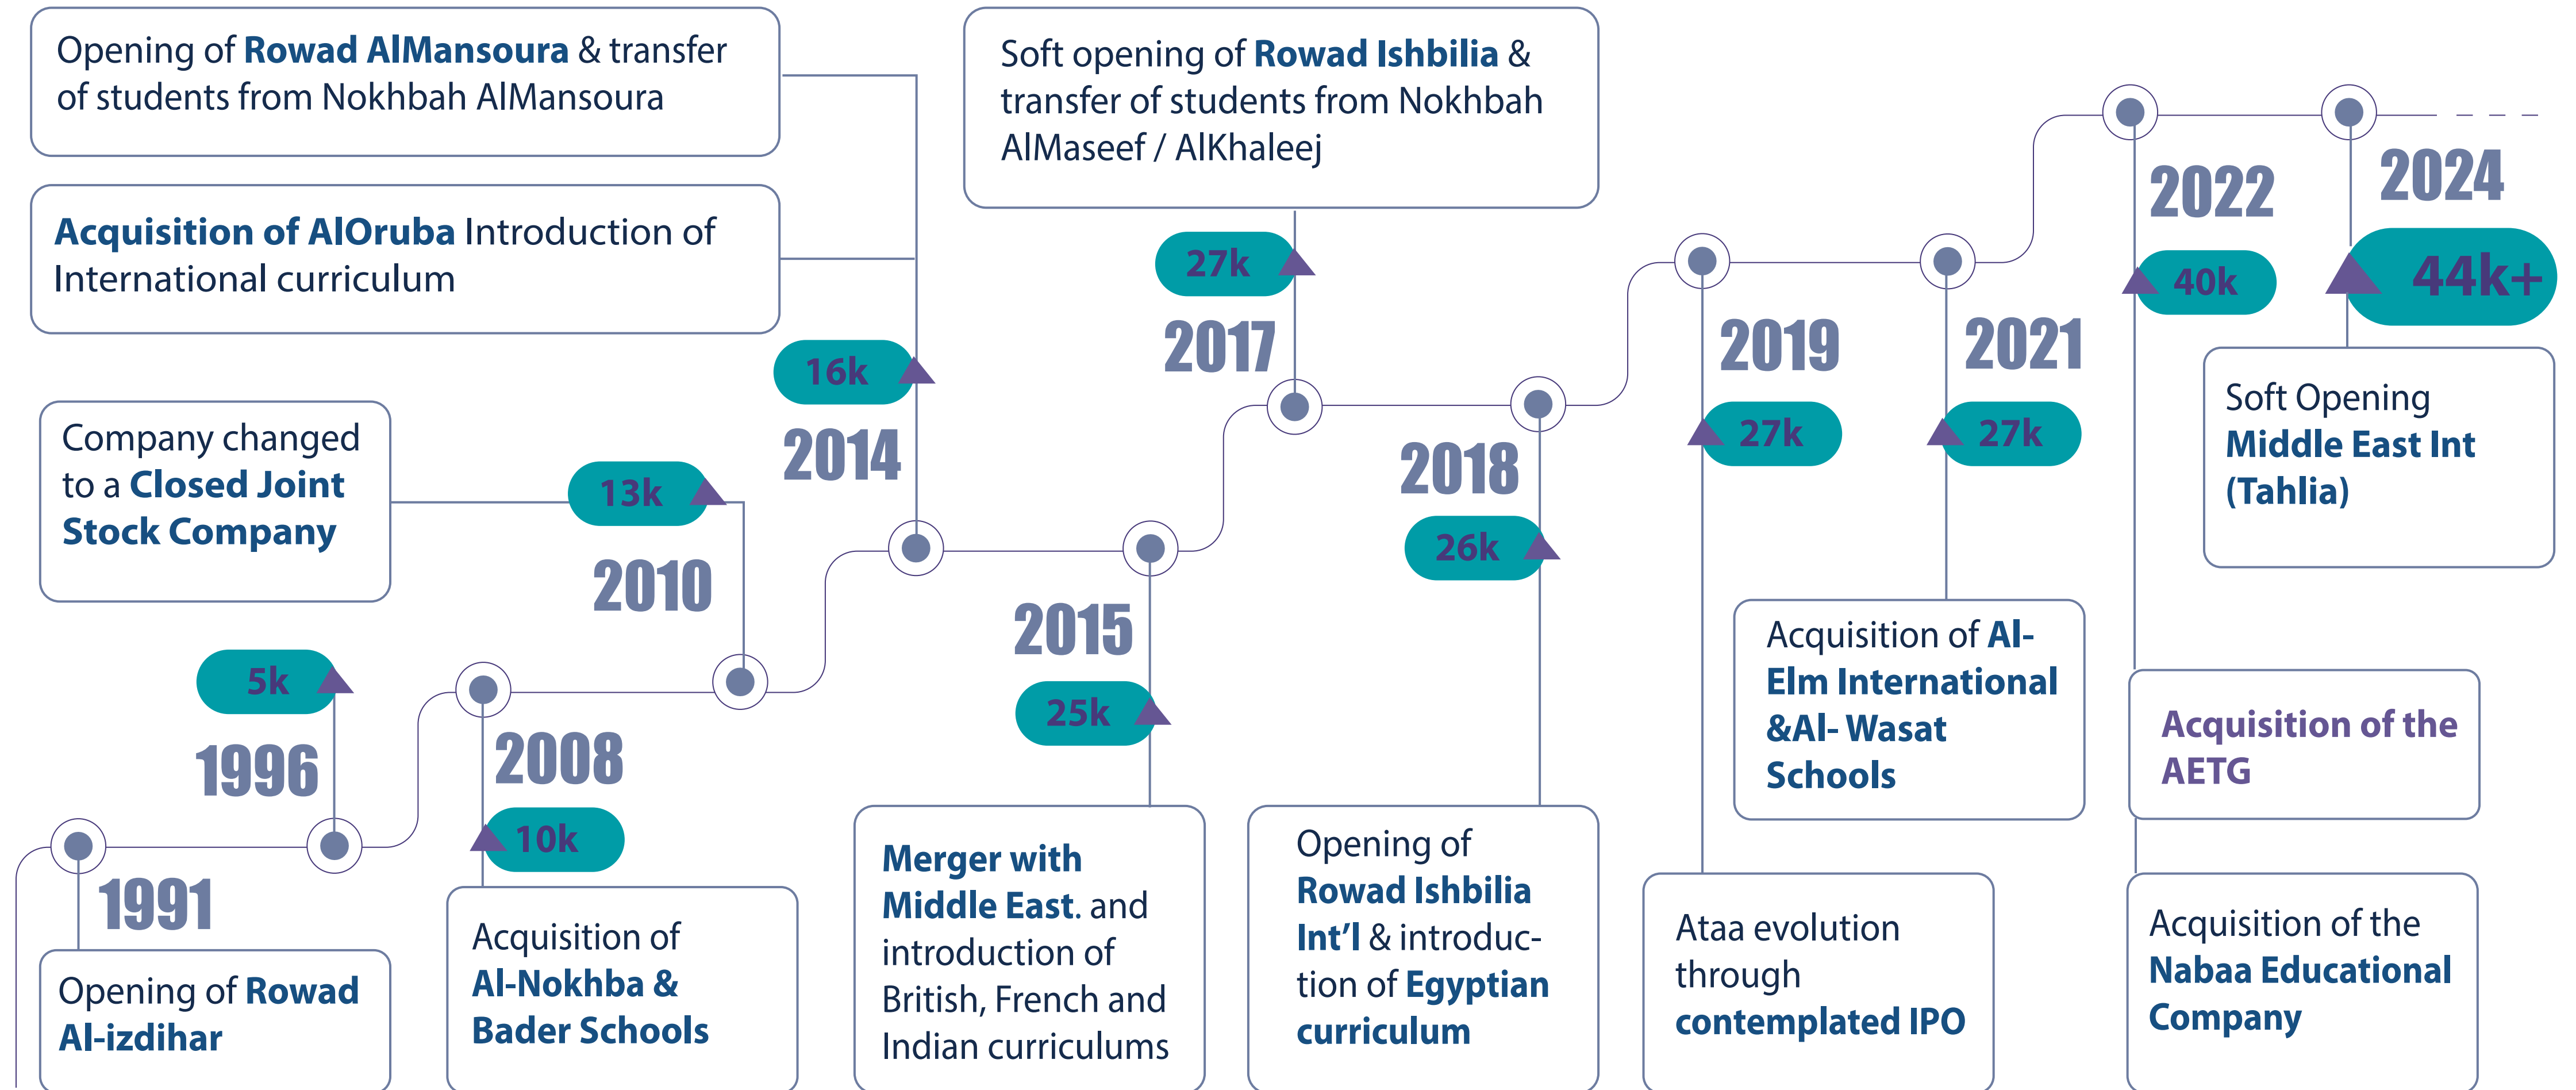 Opening of Rowad AlMansoura & transfer
of students from Nokhbah AlMansoura
Acquisition of AlOruba Introduction of
International curriculum
Soft opening of Rowad Ishbilia &
transfer of students from Nokhbah
AlMaseef / AlKhaleej
Company changed
to a Closed Joint
Stock Company
1991
Opening of Rowad
Al-izdihar
5k
1996
2008
10k
Acquisition of
Al-Nokhba &
Bader Schools
13k
2010
16k
2014
2015
25k
Merger with
Middle East. and
introduction of
British, French and
Indian curriculums
27k
2017
2018
26k
Opening of
Rowad Ishbilia
Int'l & introduc-
tion of Egyptian
curriculum
2019
27k
Ataa evolution
through
contemplated IPO
2021
27k
Acquisition of Al-
Elm International
&Al- Wasat
Schools
2022
40k
Acquisition of the
AETG
Acquisition of the
Nabaa Educational
Company
2024
44k+
Soft Opening
Middle East Int
(Tahlia)